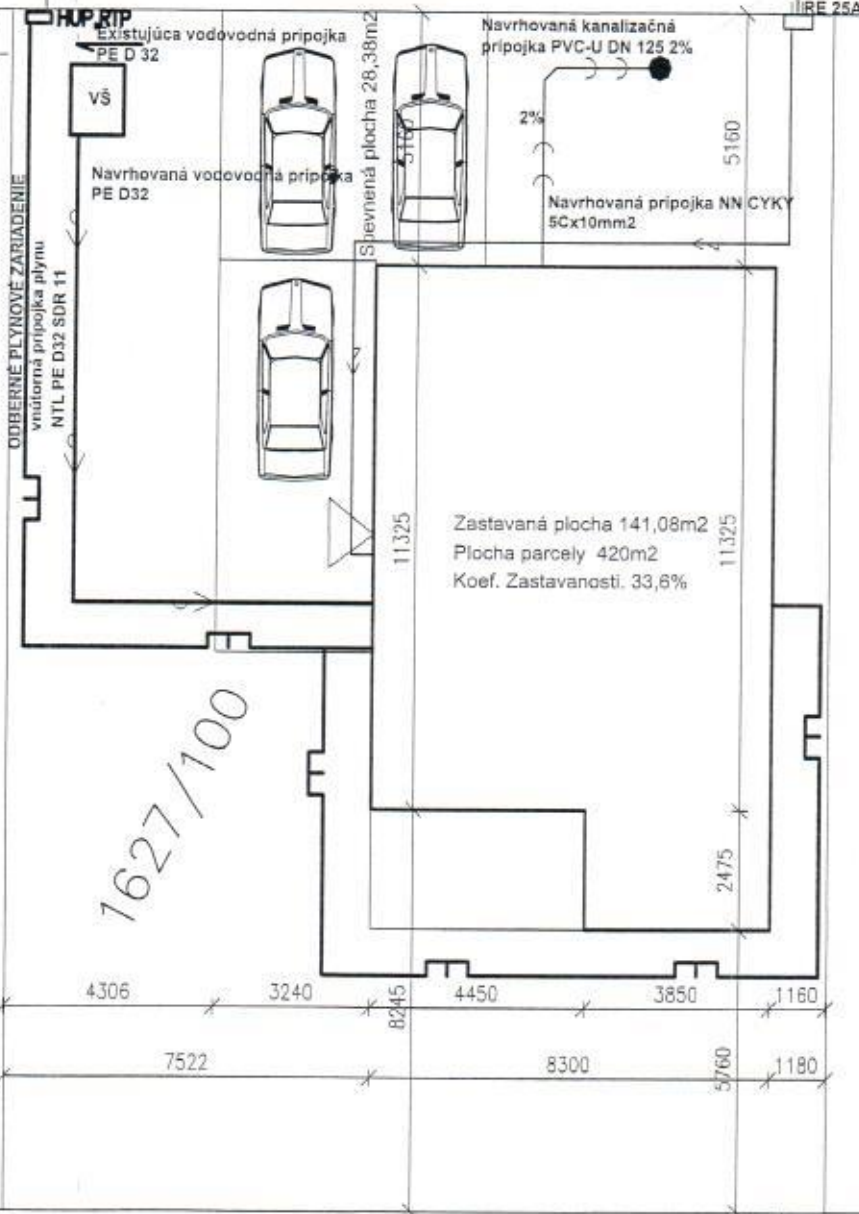 HUP,RTP
RE 25A
Existujúca vodovodná prípojka
PE D 32
VŠ
Navrhovaná kanalizačná
prípojka PVC-U DN 125 2%
2%
Spevnená plocha 28,38m2
5160
5160
Navrhovaná vodovodná prípojka
PE D32
Navrhovaná prípojka NN CYKY
5Cx10mm2
ODBERNÉ PLYNOVÉ ZARIADENIE
vnútorná prípojka plynu
NTL PE D32 SDR 11
11325
Zastavaná plocha 141,08m2
Plocha parcely 420m2
Koef. Zastavanosti. 33,6%
11325
1627/100
2475
4306
3240
8245
4450
3850
1160
7522
8300
5760
1180